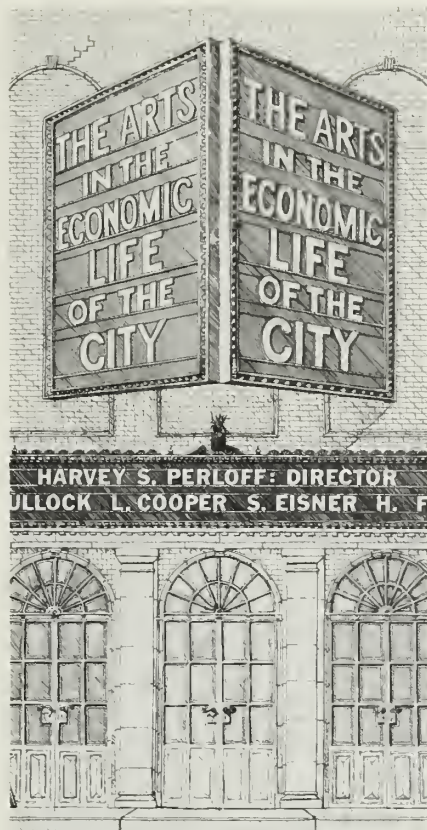 THE ARTS
IN THE
ECONOMIC
LIFE
OF THE
CITY
THE ARTS
IN THE
ECONOMIC
LIFE
OF THE
CITY
HARVEY S. PERLOFF: DIRECTOR
ULLOCK L. COOPER S. EISNER H. F